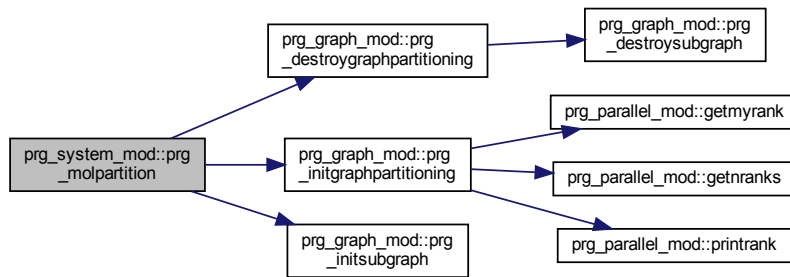 prg_system_mod::prg
_molpartition
prg_graph_mod::prg
_destroygraphpartitioning
prg_graph_mod::prg
_destroysubgraph
prg_graph_mod::prg
_initgraphpartitioning
prg_parallel_mod::getmyrank
prg_parallel_mod::getnranks
prg_parallel_mod::printrank
prg_graph_mod::prg
_initsubgraph